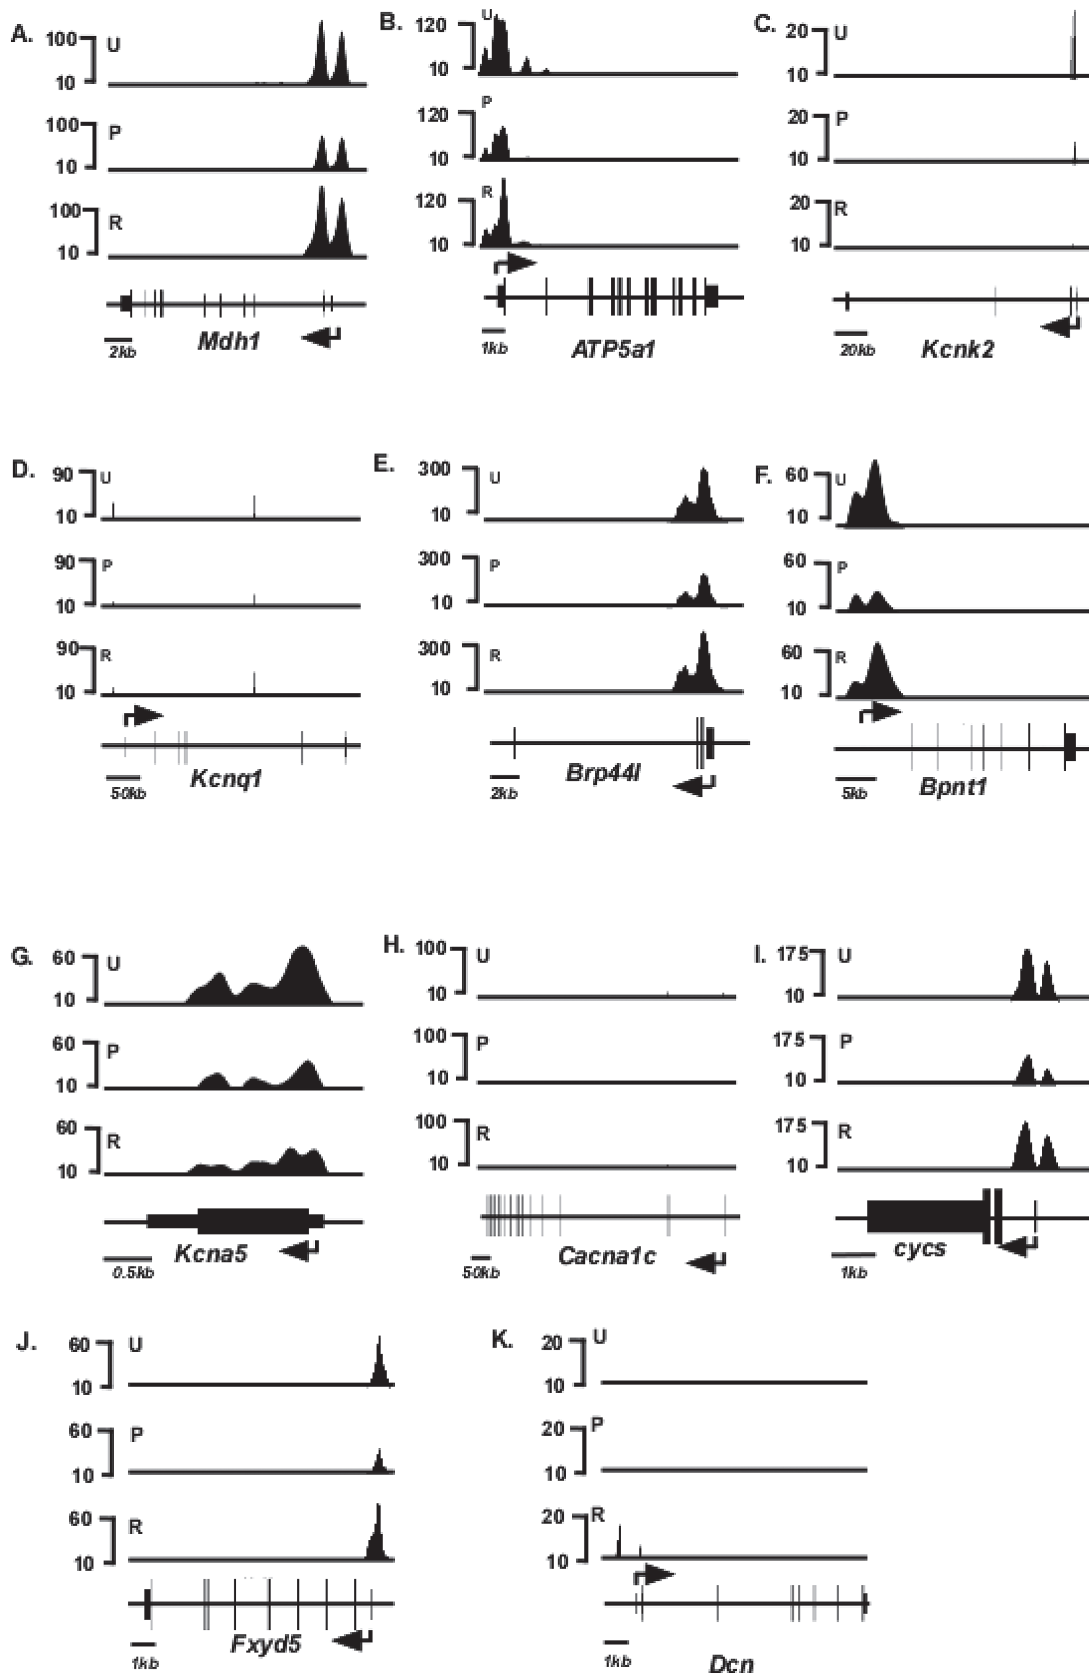 A.
100
U
10
100
P
10
100
R
10
2kb
Mdh1
B.
120
U
10
120
P
10
120
R
10
1kb
ATP5a1
C.
20
U
10
20
P
10
20
R
10
20kb
Kcnk2
D.
90
U
10
90
P
10
90
R
10
50kb
Kcnq1
E.
300
U
10
300
P
10
300
R
10
2kb
Brp44l
F.
60
U
10
60
P
10
60
R
10
5kb
Bpnt1
G.
60
U
10
60
P
10
60
R
10
0.5kb
Kcna5
H.
100
U
10
100
P
10
100
R
10
50kb
Cacna1c
I.
175
U
10
175
P
10
175
R
10
1kb
cycs
J.
60
U
10
60
P
10
60
R
10
1kb
Fxyd5
K.
20
U
10
20
P
10
20
R
10
1kb
Dcn